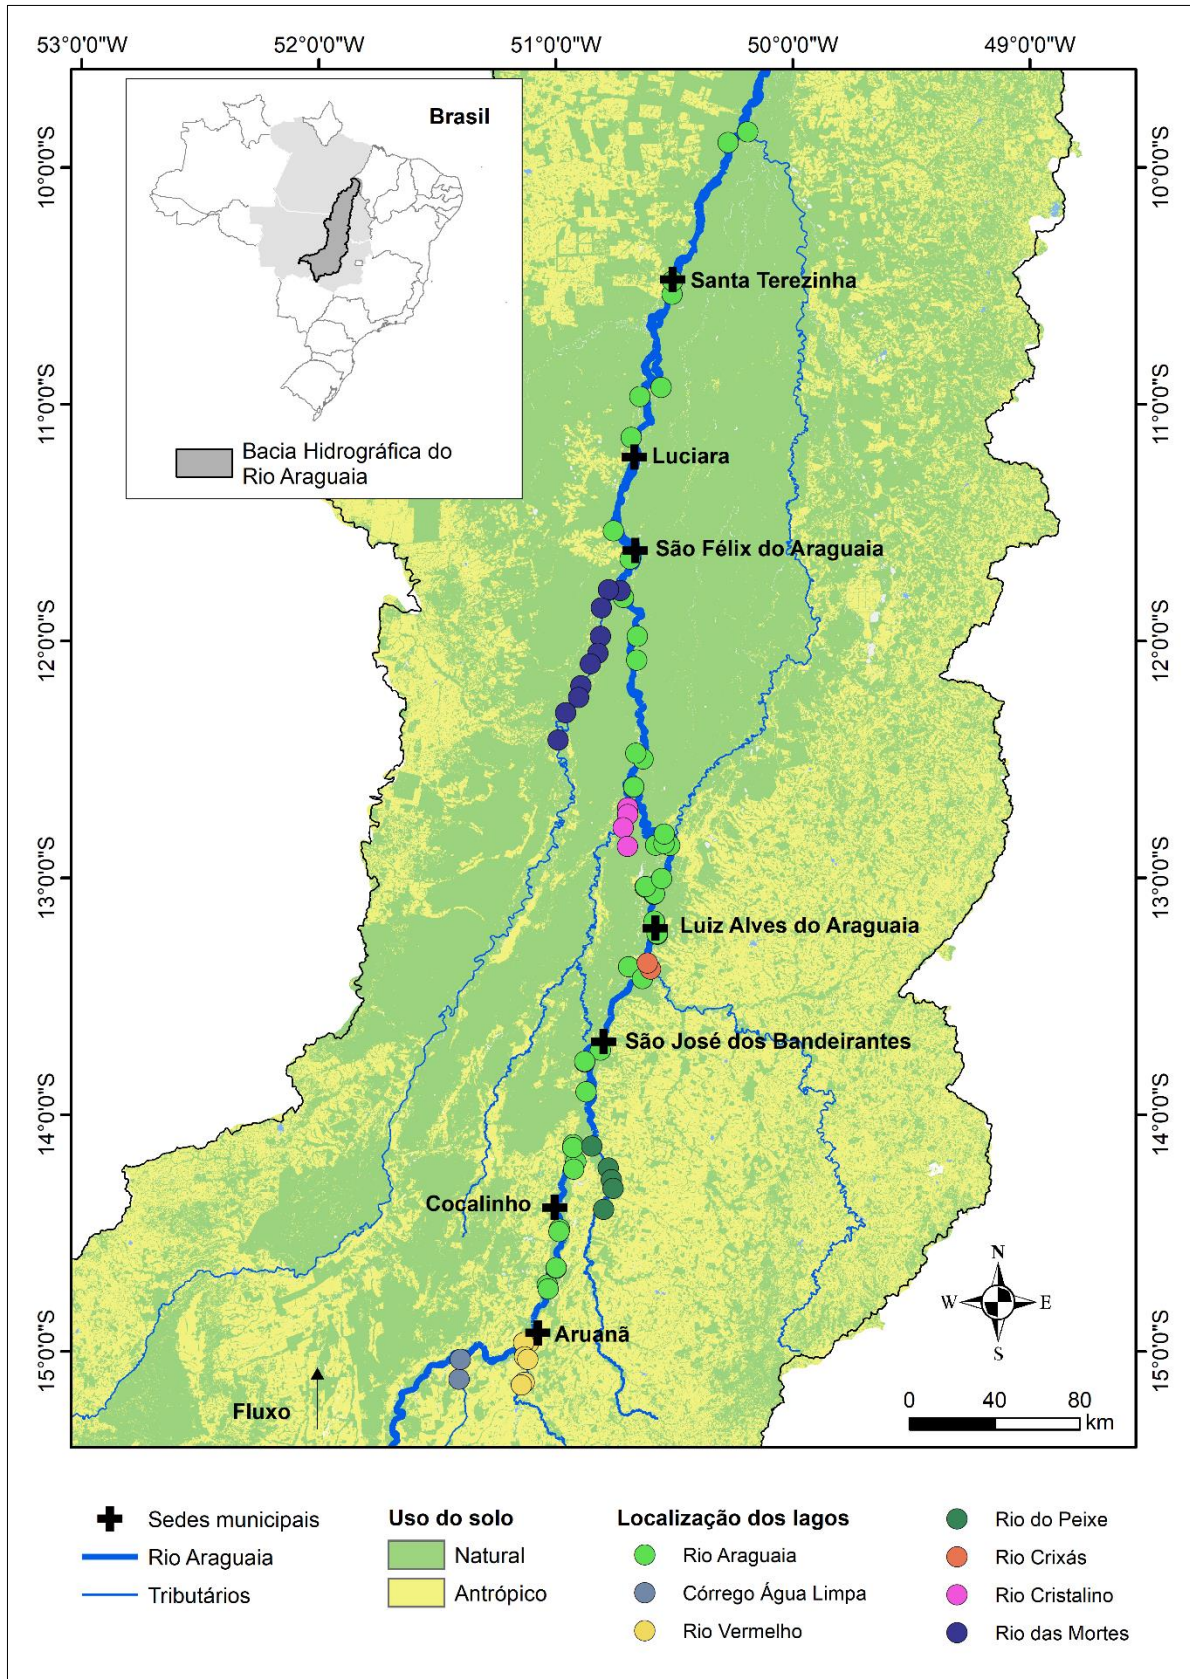 53°0'0"W 52°0'0"W 51°0'0"W 50°0'0"W 49°0'0"W
Brasil
Bacia Hidrográfica do
Rio Araguaia
10°0'0"S 10°0'0"S
Santa Terezinha
11°0'0"S 11°0'0"S
Luciara
São Félix do Araguaia
12°0'0"S 12°0'0"S
13°0'0"S 13°0'0"S
Luiz Alves do Araguaia
São José dos Bandeirantes
14°0'0"S 14°0'0"S
Cocalinho
N
W E
S
Aruanã
15°0'0"S 15°0'0"S
Fluxo
0 40 80
km
Sedes municipais
Rio Araguaia
Tributários
Uso do solo
Natural
Antrópico
Localização dos lagos
Rio Araguaia
Córrego Água Limpa
Rio Vermelho
Rio do Peixe
Rio Crixás
Rio Cristalino
Rio das Mortes